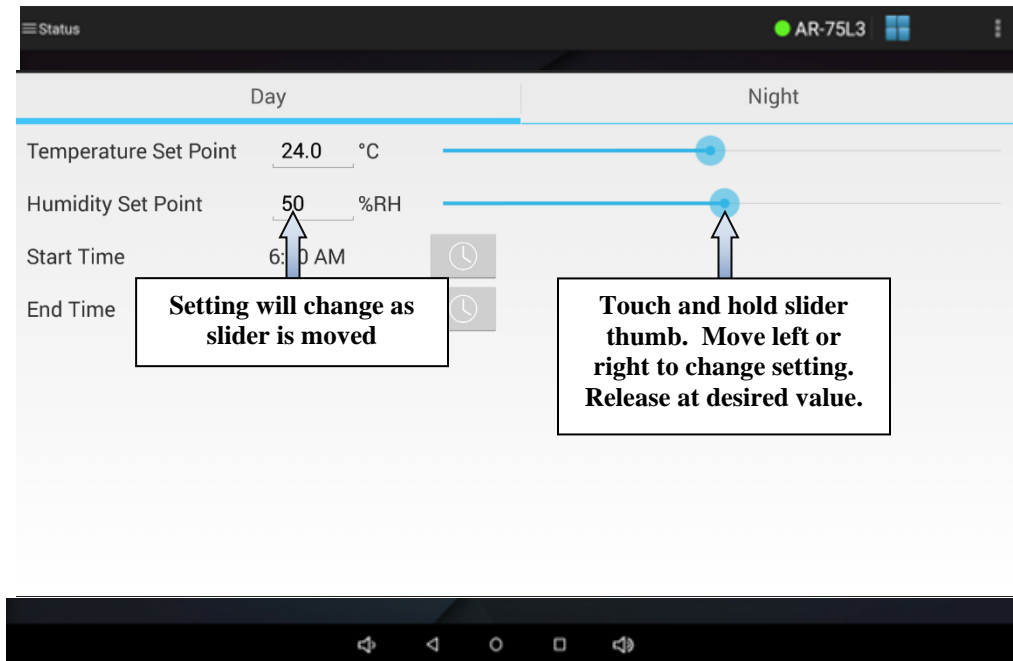 Status
AR-75L3
Day
Night
Temperature Set Point 24.0 °C
Humidity Set Point 50 %RH
Start Time AM
End Time
Setting will change as
slider is moved
Touch and hold slider
thumb. Move left or
right to change setting.
Release at desired value.